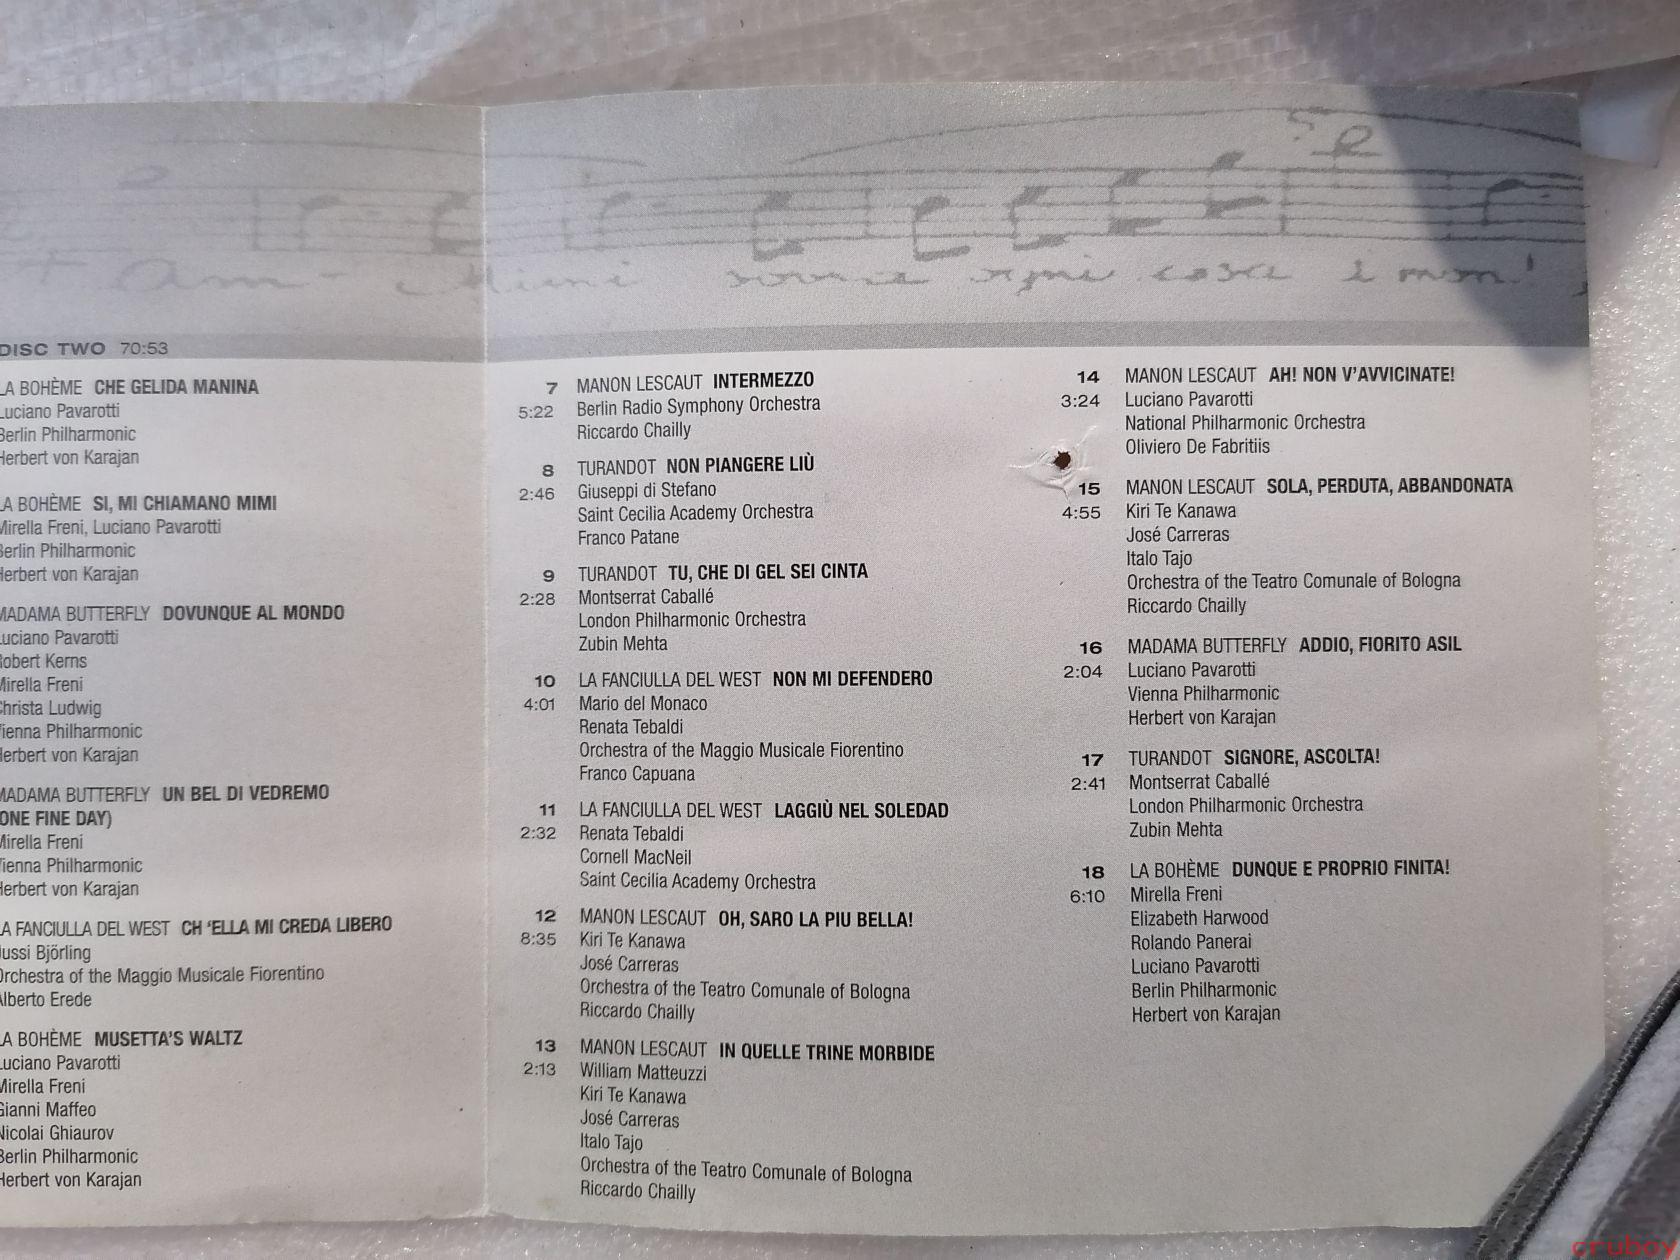 Mimi sono ogni cosa è mon!
DISC TWO 70:53
LA BOHÈME CHE GELIDA MANINA
Luciano Pavarotti
Berlin Philharmonic
Herbert von Karajan
LA BOHÈME SI, MI CHIAMANO MIMI
Mirella Freni, Luciano Pavarotti
Berlin Philharmonic
Herbert von Karajan
MADAMA BUTTERFLY DOVUNQUE AL MONDO
Luciano Pavarotti
Robert Kerns
Mirella Freni
Christa Ludwig
Vienna Philharmonic
Herbert von Karajan
MADAMA BUTTERFLY UN BEL DI VEDREMO
(ONE FINE DAY)
Mirella Freni
Vienna Philharmonic
Herbert von Karajan
LA FANCIULLA DEL WEST CH 'ELLA MI CREDA LIBERO
Jussi Björling
Orchestra of the Maggio Musicale Fiorentino
Alberto Erede
LA BOHÈME MUSETTA'S WALTZ
Luciano Pavarotti
Mirella Freni
Gianni Maffeo
Nicolai Ghiaurov
Berlin Philharmonic
Herbert von Karajan
7 MANON LESCAUT INTERMEZZO
5:22 Berlin Radio Symphony Orchestra
Riccardo Chailly
8 TURANDOT NON PIANGERE LIÙ
2:46 Giuseppi di Stefano
Saint Cecilia Academy Orchestra
Franco Patane
9 TURANDOT TU, CHE DI GEL SEI CINTA
2:28 Montserrat Caballé
London Philharmonic Orchestra
Zubin Mehta
10 LA FANCIULLA DEL WEST NON MI DEFENDERO
4:01 Mario del Monaco
Renata Tebaldi
Orchestra of the Maggio Musicale Fiorentino
Franco Capuana
11 LA FANCIULLA DEL WEST LAGGIÙ NEL SOLEDAD
2:32 Renata Tebaldi
Cornell MacNeil
Saint Cecilia Academy Orchestra
12 MANON LESCAUT OH, SARO LA PIU BELLA!
8:35 Kiri Te Kanawa
José Carreras
Orchestra of the Teatro Comunale of Bologna
Riccardo Chailly
13 MANON LESCAUT IN QUELLE TRINE MORBIDE
2:13 William Matteuzzi
Kiri Te Kanawa
José Carreras
Italo Tajo
Orchestra of the Teatro Comunale of Bologna
Riccardo Chailly
14 MANON LESCAUT AH! NON V'AVVICINATE!
3:24 Luciano Pavarotti
National Philharmonic Orchestra
Oliviero De Fabritiis
15 MANON LESCAUT SOLA, PERDUTA, ABBANDONATA
4:55 Kiri Te Kanawa
José Carreras
Italo Tajo
Orchestra of the Teatro Comunale of Bologna
Riccardo Chailly
16 MADAMA BUTTERFLY ADDIO, FIORITO ASIL
2:04 Luciano Pavarotti
Vienna Philharmonic
Herbert von Karajan
17 TURANDOT SIGNORE, ASCOLTA!
2:41 Montserrat Caballé
London Philharmonic Orchestra
Zubin Mehta
18 LA BOHÈME DUNQUE E PROPRIO FINITA!
6:10 Mirella Freni
Elizabeth Harwood
Rolando Panerai
Luciano Pavarotti
Berlin Philharmonic
Herbert von Karajan
cruboy